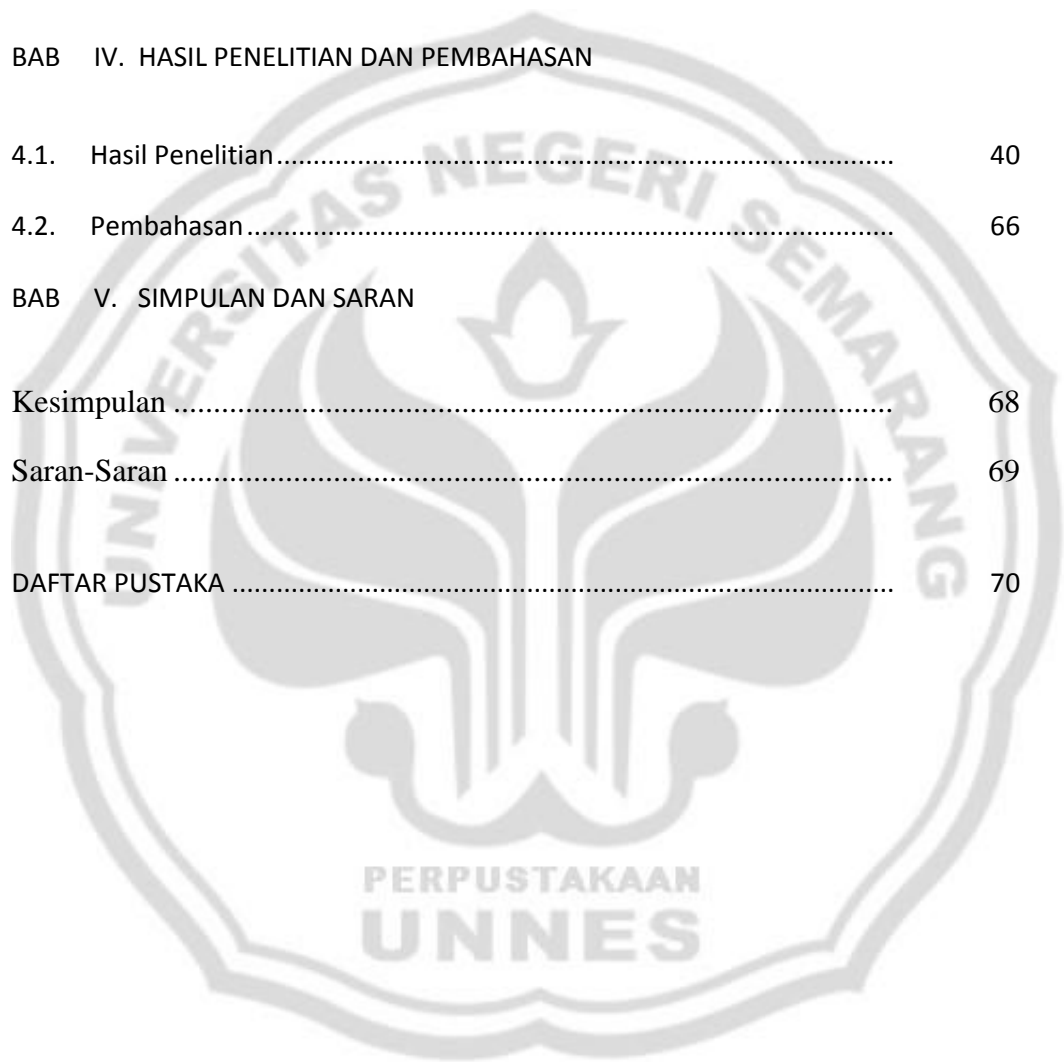 BAB IV. HASIL PENELITIAN DAN PEMBAHASAN
4.1. Hasil Penelitian.............................................................................. 40
4.2. Pembahasan.................................................................................. 66
BAB V. SIMPULAN DAN SARAN
Kesimpulan .......................................................................................... 68
Saran-Saran .......................................................................................... 69
DAFTAR PUSTAKA .................................................................................... 70
UNIVERSITAS NEGERI SEMARANG
PERPUSTAKAAN
UNNES